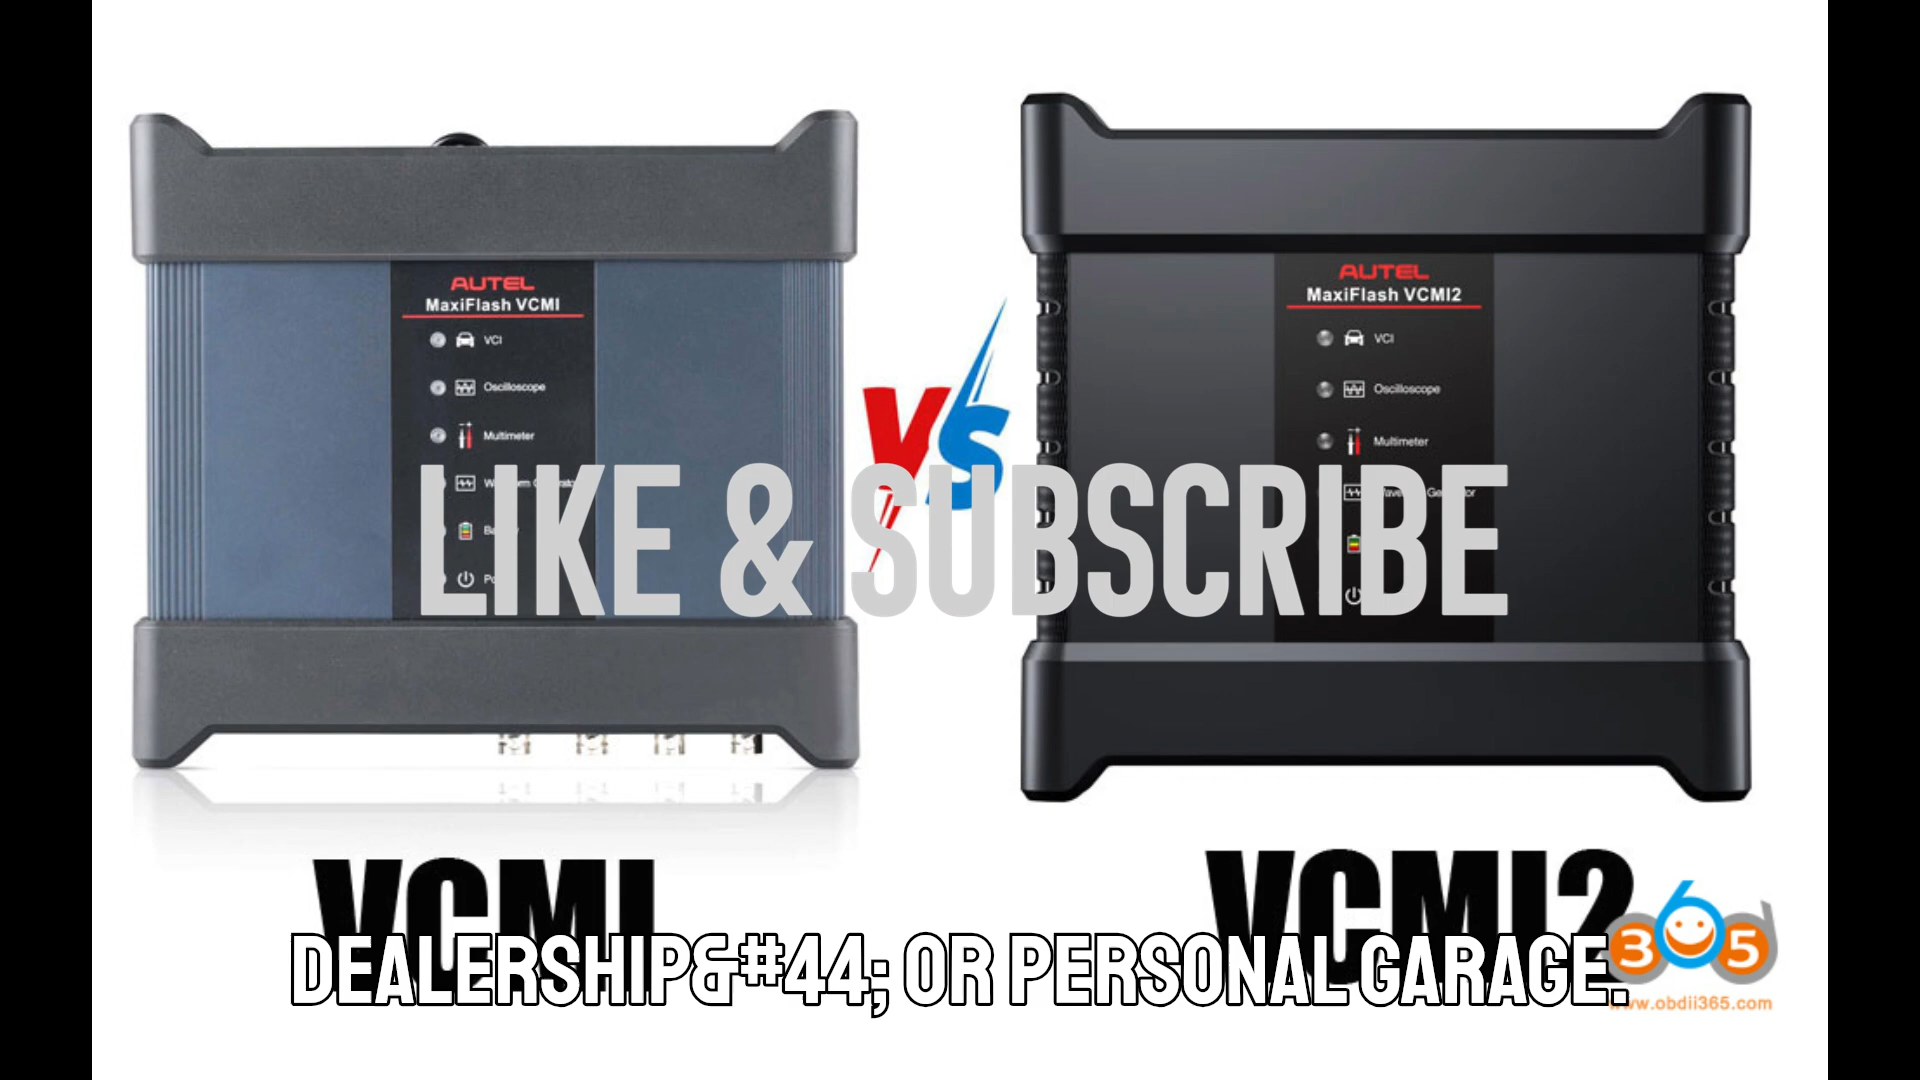 AUTEL
MaxiFlash VCMI
VCI
Oscilloscope
Multimeter
AUTEL
MaxiFlash VCMI2
VCI
Oscilloscope
Multimeter
VS
LIKE & SUBSCRIBE
VCMI
VCMI2
DEALERSHIP&#44; OR PERSONAL GARAGE.
365
www.obdii365.com